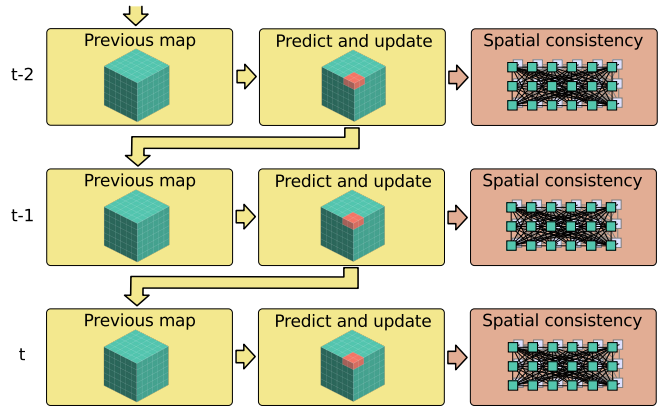 Previous map
Predict and update
Spatial consistency
t-2
Previous map
Predict and update
Spatial consistency
t-1
Previous map
Predict and update
Spatial consistency
t